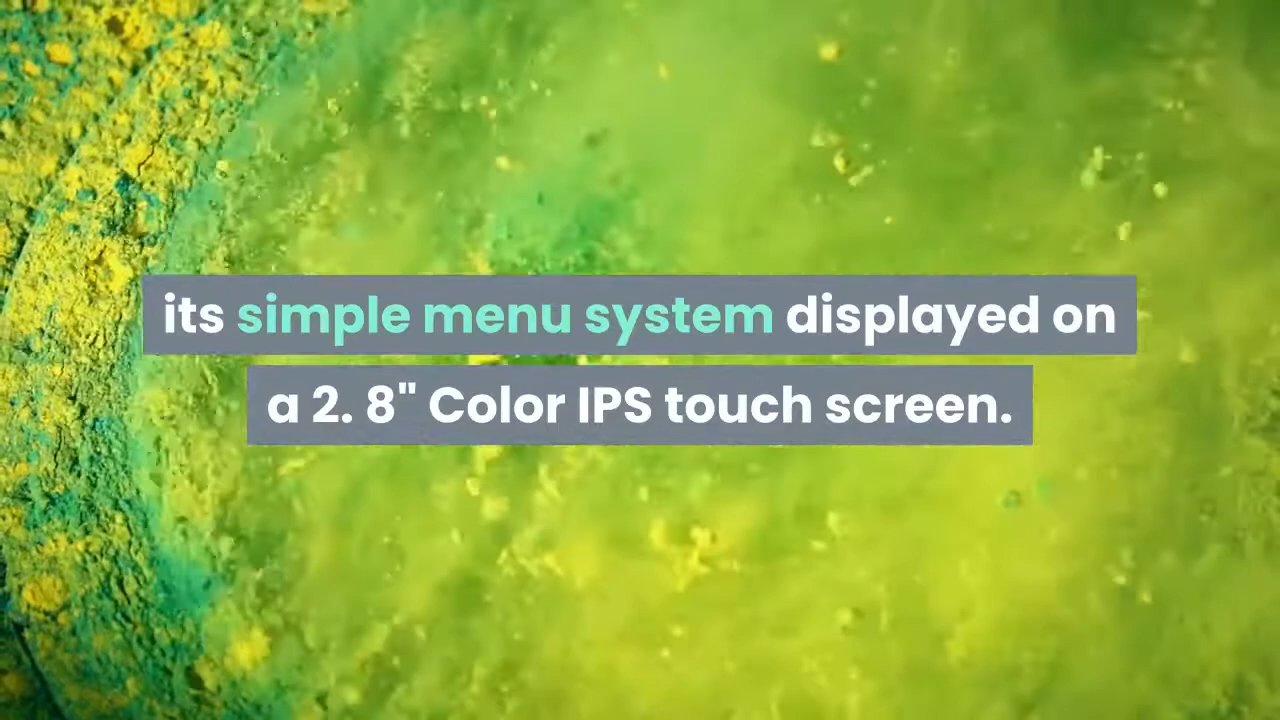 its simple menu system displayed on
a 2. 8" Color IPS touch screen.